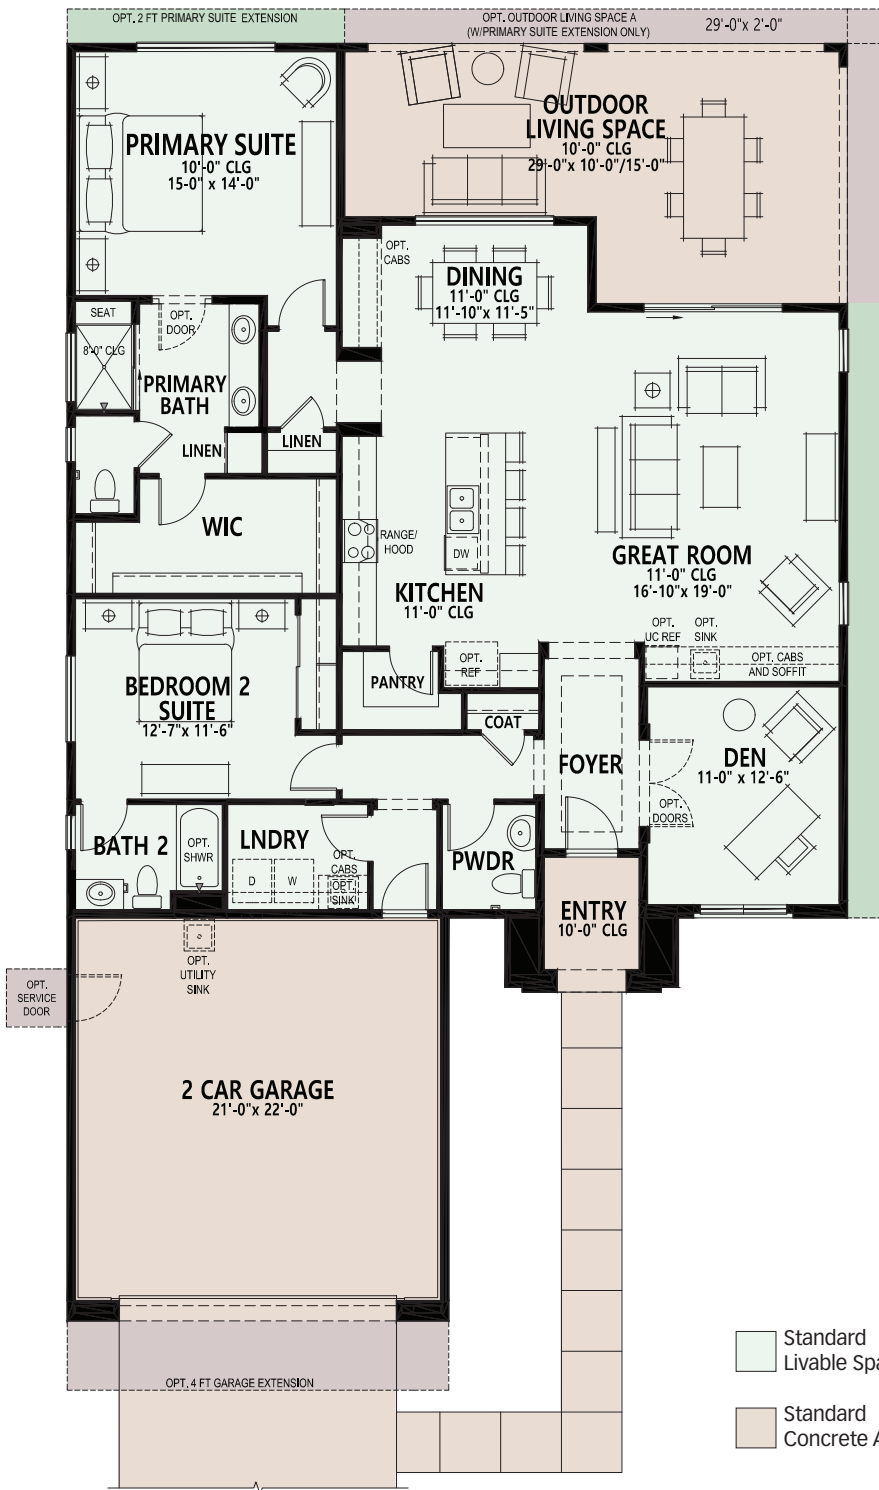 OPT. 2 FT PRIMARY SUITE EXTENSION
OPT. OUTDOOR LIVING SPACE A
(W/PRIMARY SUITE EXTENSION ONLY)
29'-0"x 2'-0"
PRIMARY SUITE
10'-0" CLG
15-0" x 14'-0"
OUTDOOR
LIVING SPACE
10'-0" CLG
29'-0"x 10'-0"/15'-0"
OPT.
CABS
DINING
11'-0" CLG
11'-10"x 11'-5"
SEAT
8'-0" CLG
OPT.
DOOR
PRIMARY
BATH
LINEN
LINEN
WIC
RANGE/
HOOD
DW
KITCHEN
11'-0" CLG
GREAT ROOM
11'-0" CLG
16'-10"x 19'-0"
OPT.
UC REF
OPT.
SINK
OPT. CABS
AND SOFFIT
OPT.
REF
PANTRY
COAT
BEDROOM 2
SUITE
12'-7"x 11'-6"
FOYER
DEN
11-0" x 12'-6"
OPT.
DOORS
BATH 2
OPT.
SHWR
LNDRY
D
W
OPT.
CABS
OPT.
SINK
PWDR
ENTRY
10'-0" CLG
OPT.
UTILITY
SINK
OPT.
SERVICE
DOOR
2 CAR GARAGE
21'-0"x 22'-0"
OPT. 4 FT GARAGE EXTENSION
Standard
Livable Spa
Standard
Concrete A